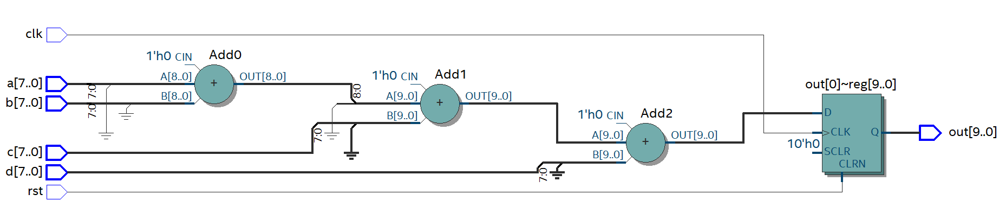 clk
1'h0 CIN
Add0
a[7..0]
7:0
A[8..0]
+
OUT[8..0]
b[7..0]
7:0
B[8..0]
8:0
1'h0 CIN
Add1
A[9..0]
+
OUT[9..0]
B[9..0]
c[7..0]
7:0
1'h0 CIN
Add2
A[9..0]
+
OUT[9..0]
B[9..0]
d[7..0]
7:0
rst
out[0]~reg[9..0]
D
CLK
Q
10'h0
SCLR
CLRN
out[9..0]